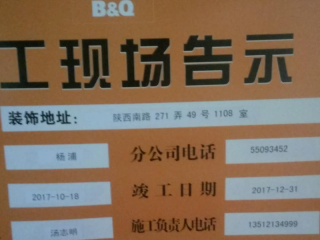 B&Q
工现场告示
装饰地址: 陕西南路 271 弄 49 号 1108 室
杨浦 分公司电话 55093452
2017-10-18 竣工日期 2017-12-31
汤志明 施工负责人电话 13512134999